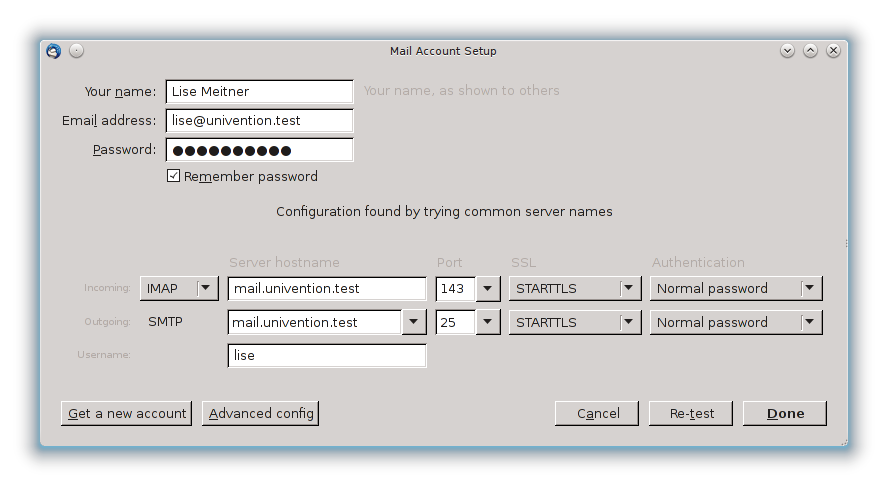 Mail Account Setup
Your name: Lise Meitner Your name, as shown to others
Email address: lise@univention.test
Password: ●●●●●●●●●●
Remember password
Configuration found by trying common server names
Server hostname Port SSL Authentication
Incoming: IMAP mail.univention.test 143 STARTTLS Normal password
Outgoing: SMTP mail.univention.test 25 STARTTLS Normal password
Username: lise
Get a new account Advanced config Cancel Re-test Done